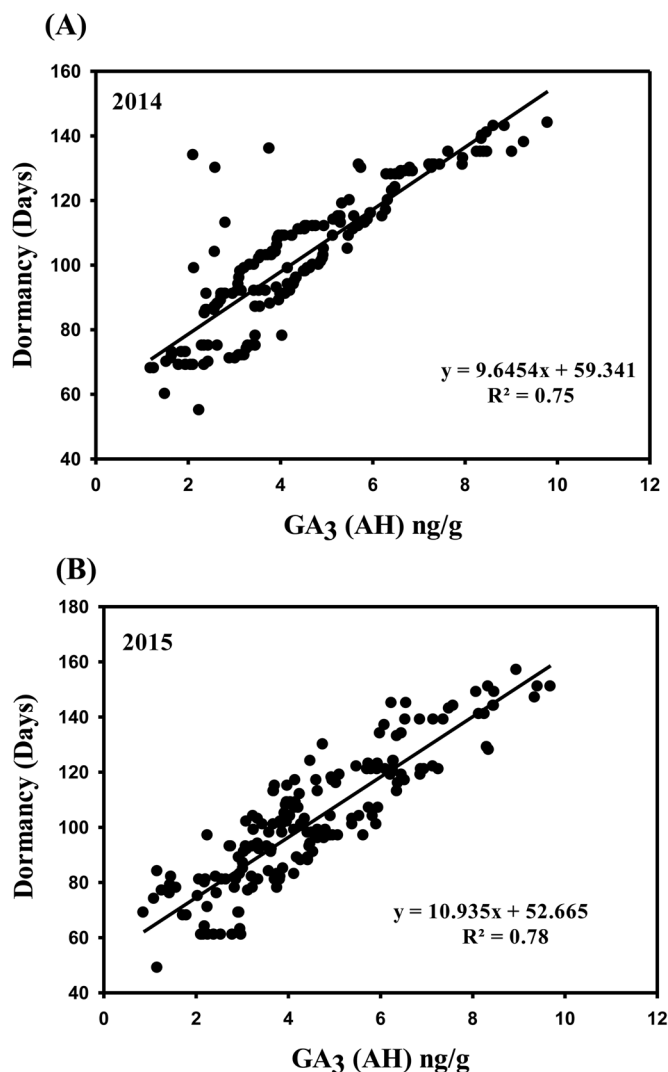 (A)
160
2014
140
120
100
80
60
40
Dormancy (Days)
y = 9.6454x + 59.341
R² = 0.75
0 2 4 6 8 10 12
GA3 (AH) ng/g
(B)
180
2015
160
140
120
100
80
60
40
Dormancy (Days)
y = 10.935x + 52.665
R² = 0.78
0 2 4 6 8 10 12
GA3 (AH) ng/g